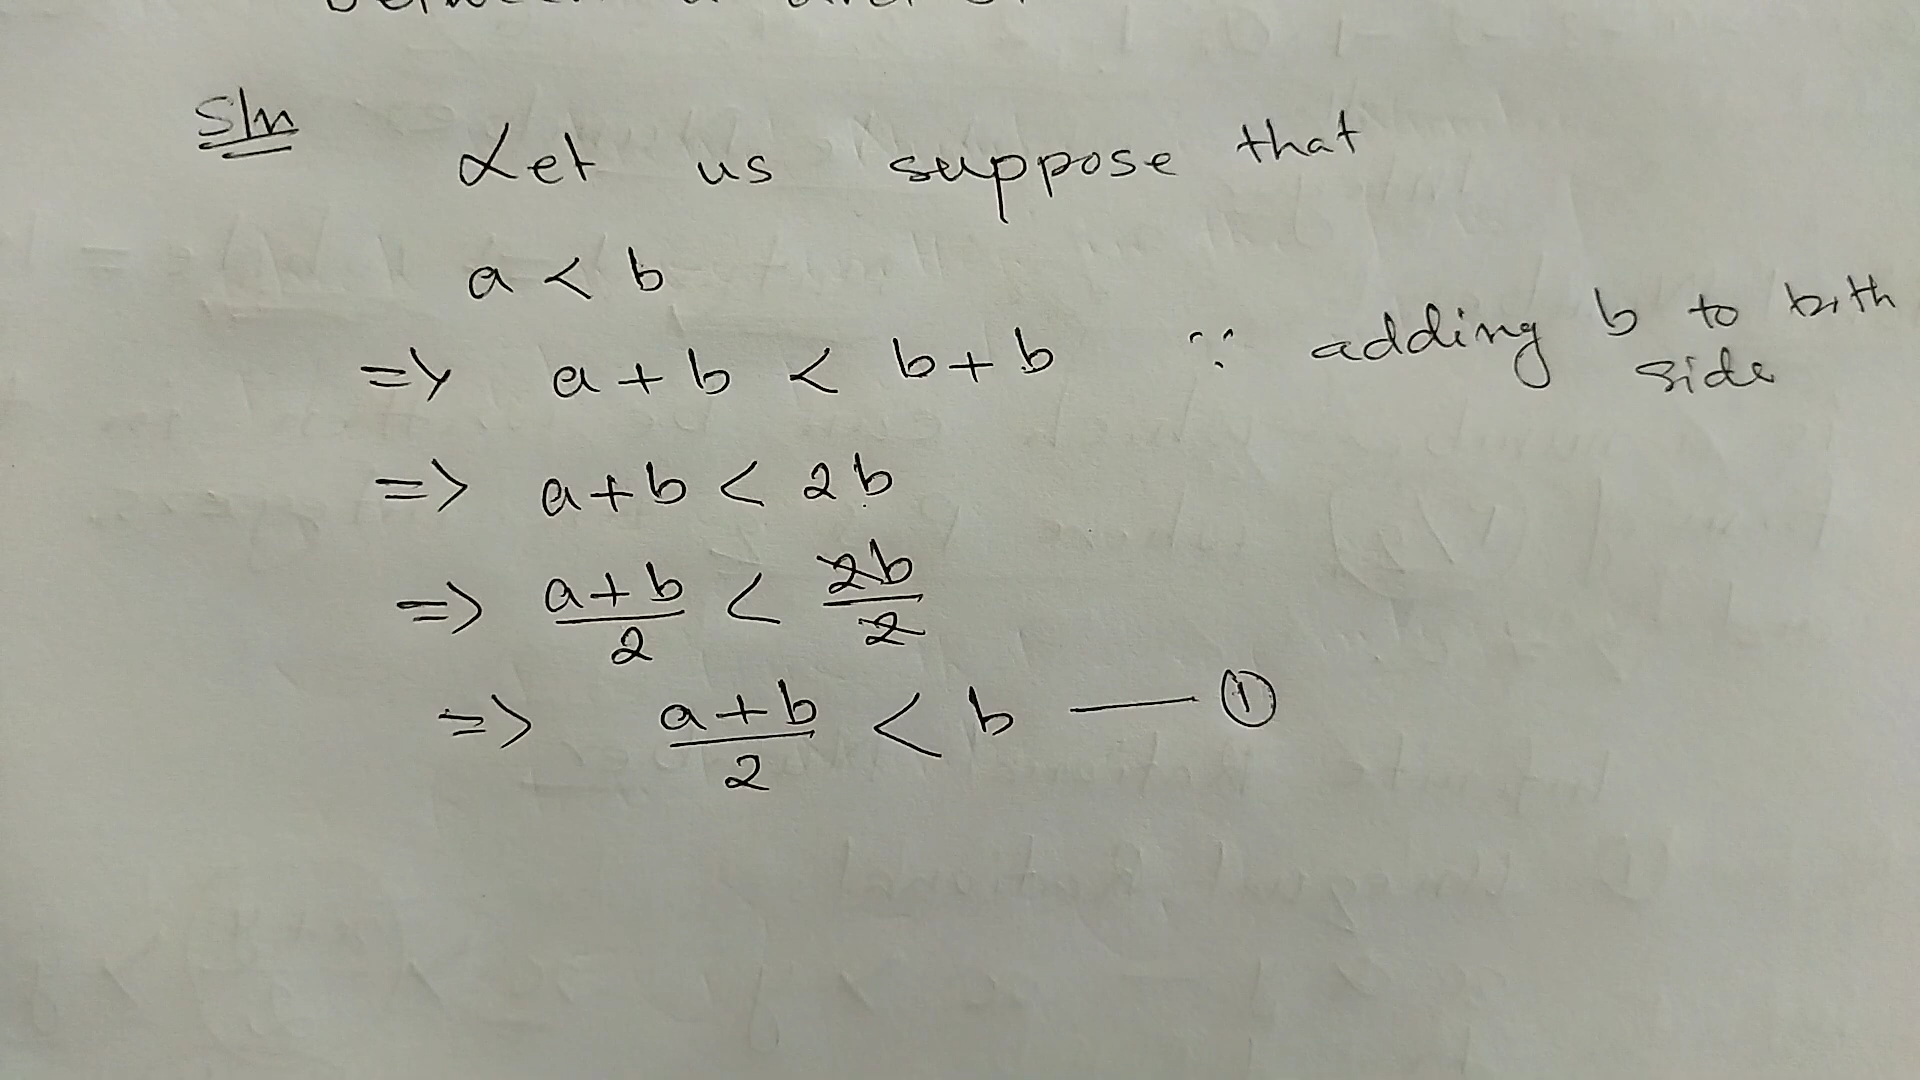 Sln
Let us suppose that
a < b
=> a + b < b + b ∵ adding b to both
side
=> a + b < 2b
=> a+b/2 < 2b/2
=> a+b/2 < b — ①